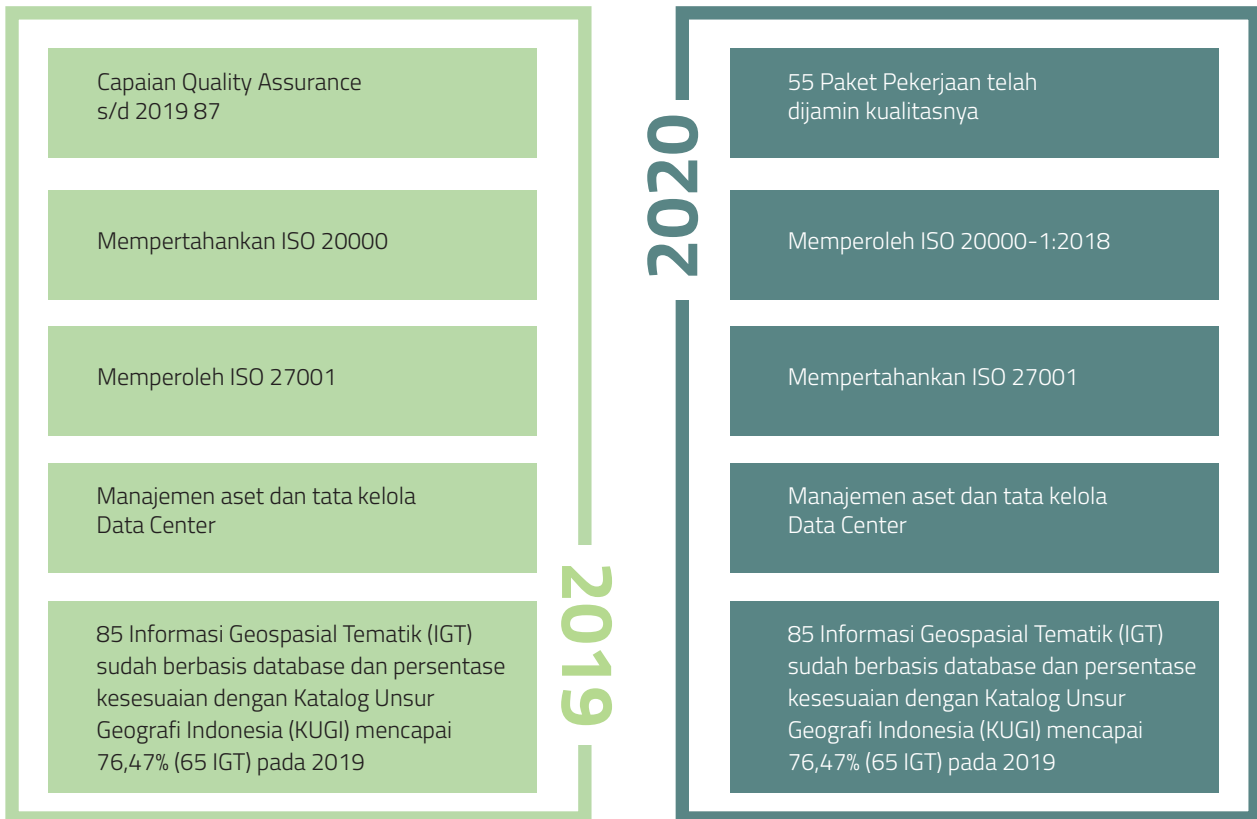 Capaian Quality Assurance
s/d 2019 87
Mempertahankan ISO 20000
Memperoleh ISO 27001
Manajemen aset dan tata kelola
Data Center
85 Informasi Geospasial Tematik (IGT)
sudah berbasis database dan persentase
kesesuaian dengan Katalog Unsur
Geografi Indonesia (KUGI) mencapai
76,47% (65 IGT) pada 2019
2019
2020
55 Paket Pekerjaan telah
dijamin kualitasnya
Memperoleh ISO 20000-1:2018
Mempertahankan ISO 27001
Manajemen aset dan tata kelola
Data Center
85 Informasi Geospasial Tematik (IGT)
sudah berbasis database dan persentase
kesesuaian dengan Katalog Unsur
Geografi Indonesia (KUGI) mencapai
76,47% (65 IGT) pada 2019